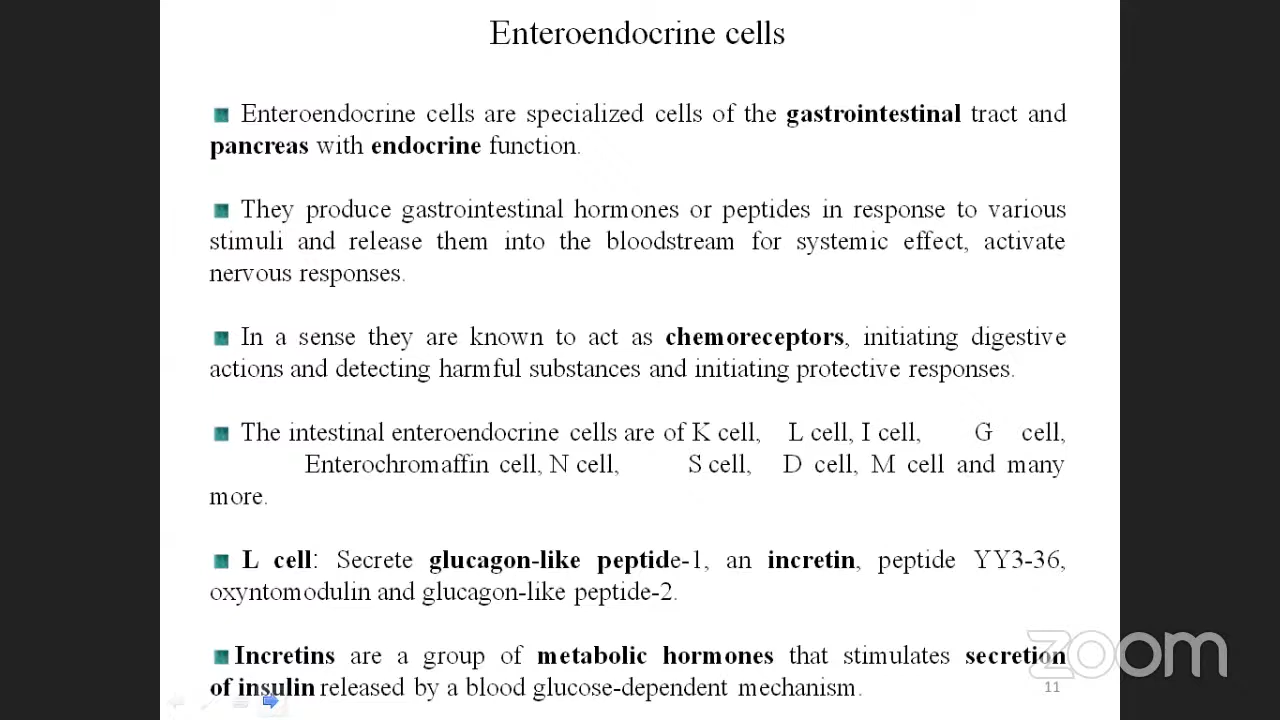 Enteroendocrine cells
Enteroendocrine cells are specialized cells of the gastrointestinal tract and
pancreas with endocrine function.
They produce gastrointestinal hormones or peptides in response to various
stimuli and release them into the bloodstream for systemic effect, activate
nervous responses.
In a sense they are known to act as chemoreceptors, initiating digestive
actions and detecting harmful substances and initiating protective responses.
The intestinal enteroendocrine cells are of K cell, L cell, I cell, G cell,
Enterochromaffin cell, N cell, S cell, D cell, M cell and many
more.
L cell: Secrete glucagon-like peptide-1, an incretin, peptide YY3-36,
oxyntomodulin and glucagon-like peptide-2.
Incretins are a group of metabolic hormones that stimulates secretion
of insulin released by a blood glucose-dependent mechanism.
11
zoom